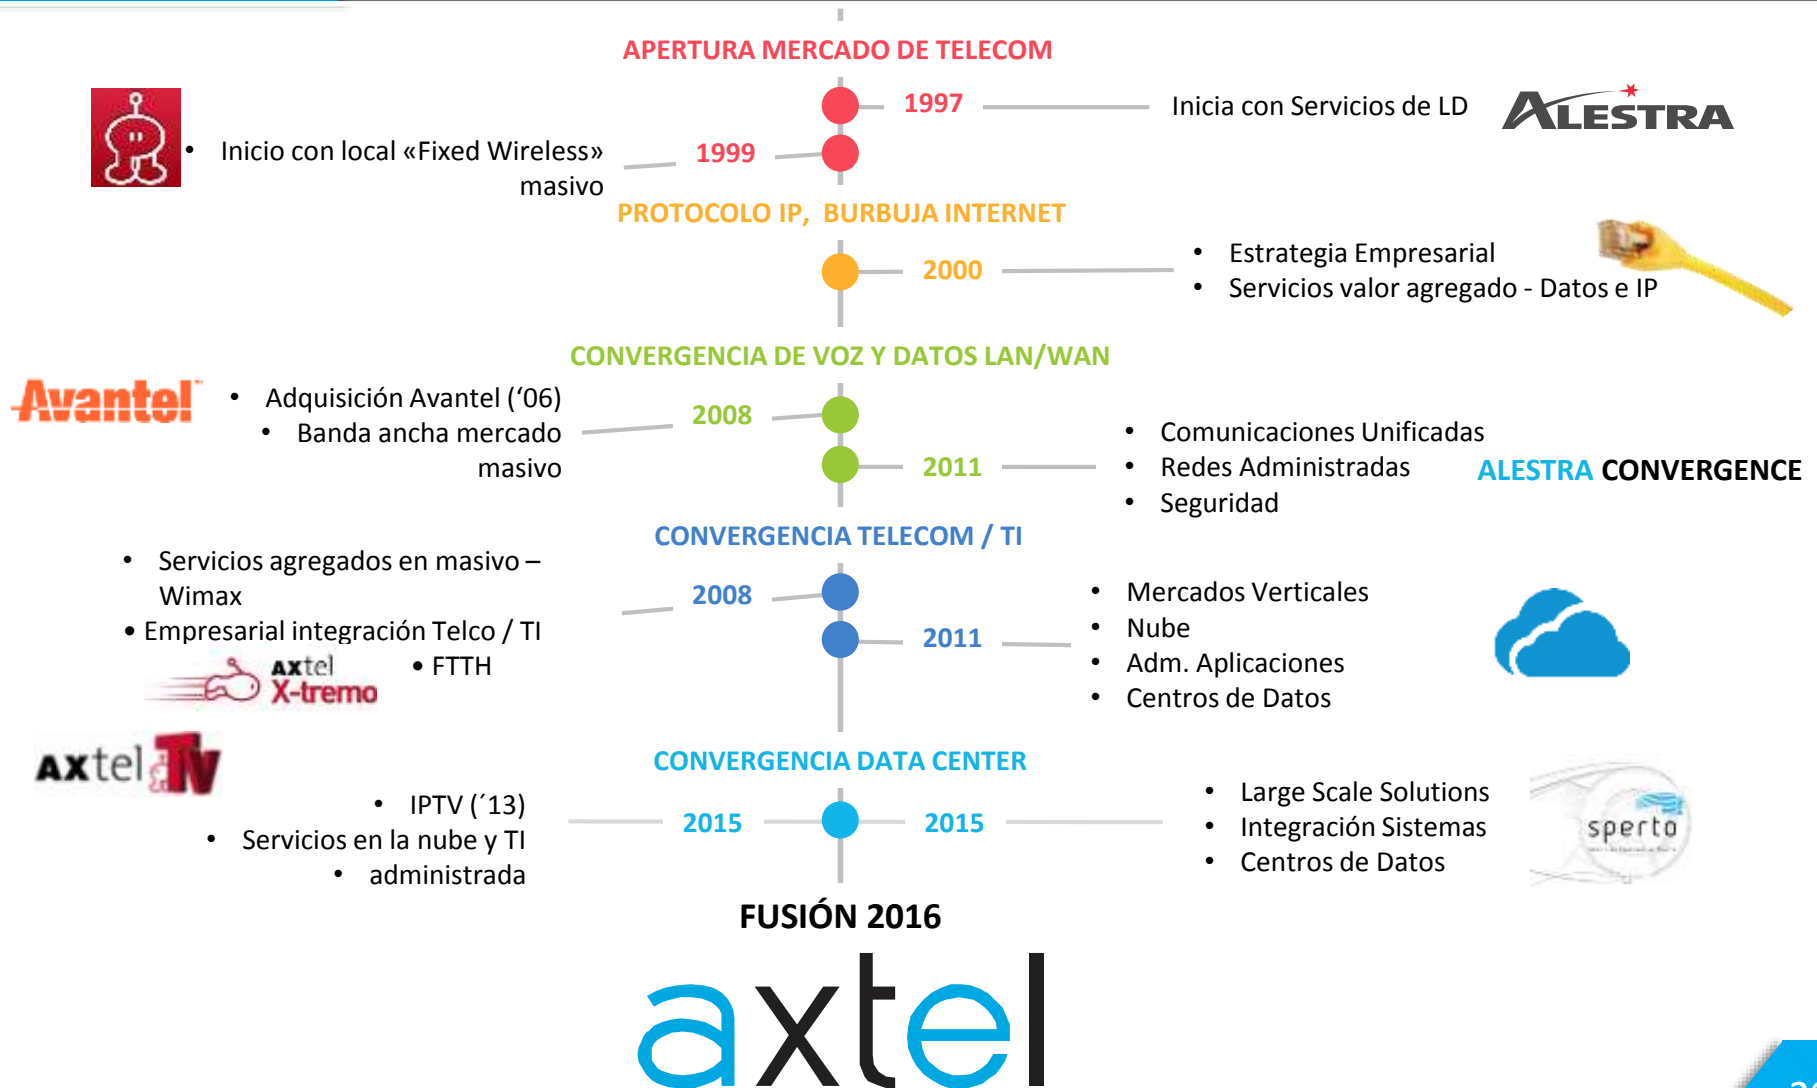 APERTURA MERCADO DE TELECOM
1997
Inicia con Servicios de LD
ALESTRA
• Inicio con local «Fixed Wireless»
masivo
1999
PROTOCOLO IP, BURBUJA INTERNET
2000
• Estrategia Empresarial
• Servicios valor agregado - Datos e IP
CONVERGENCIA DE VOZ Y DATOS LAN/WAN
Avantel
• Adquisición Avantel (‘06)
• Banda ancha mercado
masivo
2008
2011
• Comunicaciones Unificadas
• Redes Administradas
• Seguridad
ALESTRA CONVERGENCE
CONVERGENCIA TELECOM / TI
• Servicios agregados en masivo –
Wimax
• Empresarial integración Telco / TI
• FTTH
axtel
X-tremo
2008
2011
• Mercados Verticales
• Nube
• Adm. Aplicaciones
• Centros de Datos
axtel TV
CONVERGENCIA DATA CENTER
• IPTV (´13)
• Servicios en la nube y TI
• administrada
2015
2015
• Large Scale Solutions
• Integración Sistemas
• Centros de Datos
sperto
FUSIÓN 2016
axtel